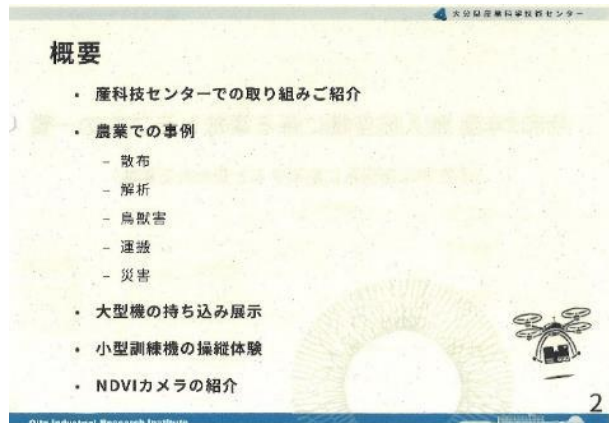 大分県産業科学技術センター
概要
・ 産科技センターでの取り組みご紹介
・ 農業での事例
– 散布
– 解析
– 鳥獣害
– 運搬
– 災害
・ 大型機の持ち込み展示
・ 小型訓練機の操縦体験
・ NDVIカメラの紹介
2
Oita Industrial Research Institute